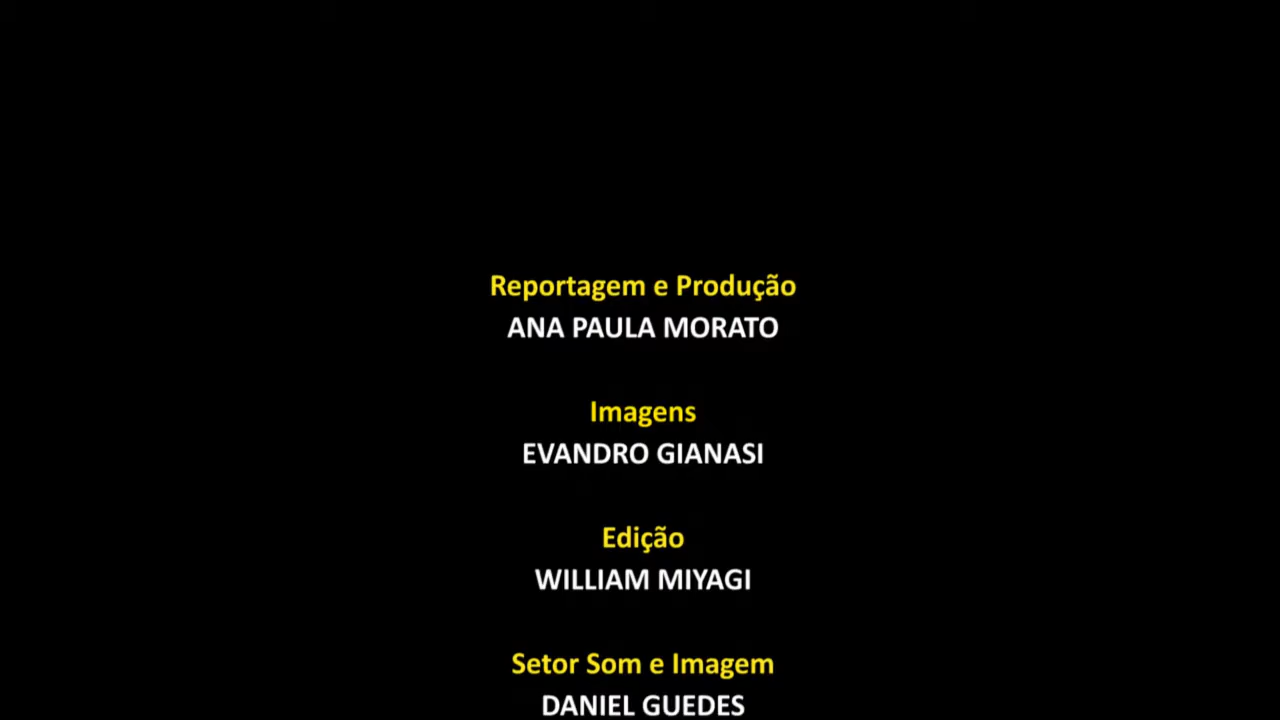 Reportagem e Produção
ANA PAULA MORATO
Imagens
EVANDRO GIANASI
Edição
WILLIAM MIYAGI
Setor Som e Imagem
DANIEL GUEDES